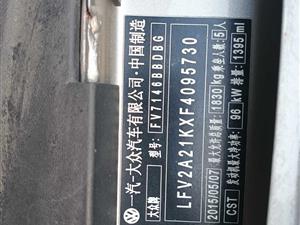 一汽-大众汽车有限公司·中国制造
大众牌 型号: FV7146BBDBG
LFV2A21KXF4095730
2015/05/07 最大允许总质量: 1830 kg 乘坐人数: 5人
CST 发动机最大净功率: 96 kW 排量: 1395 ml